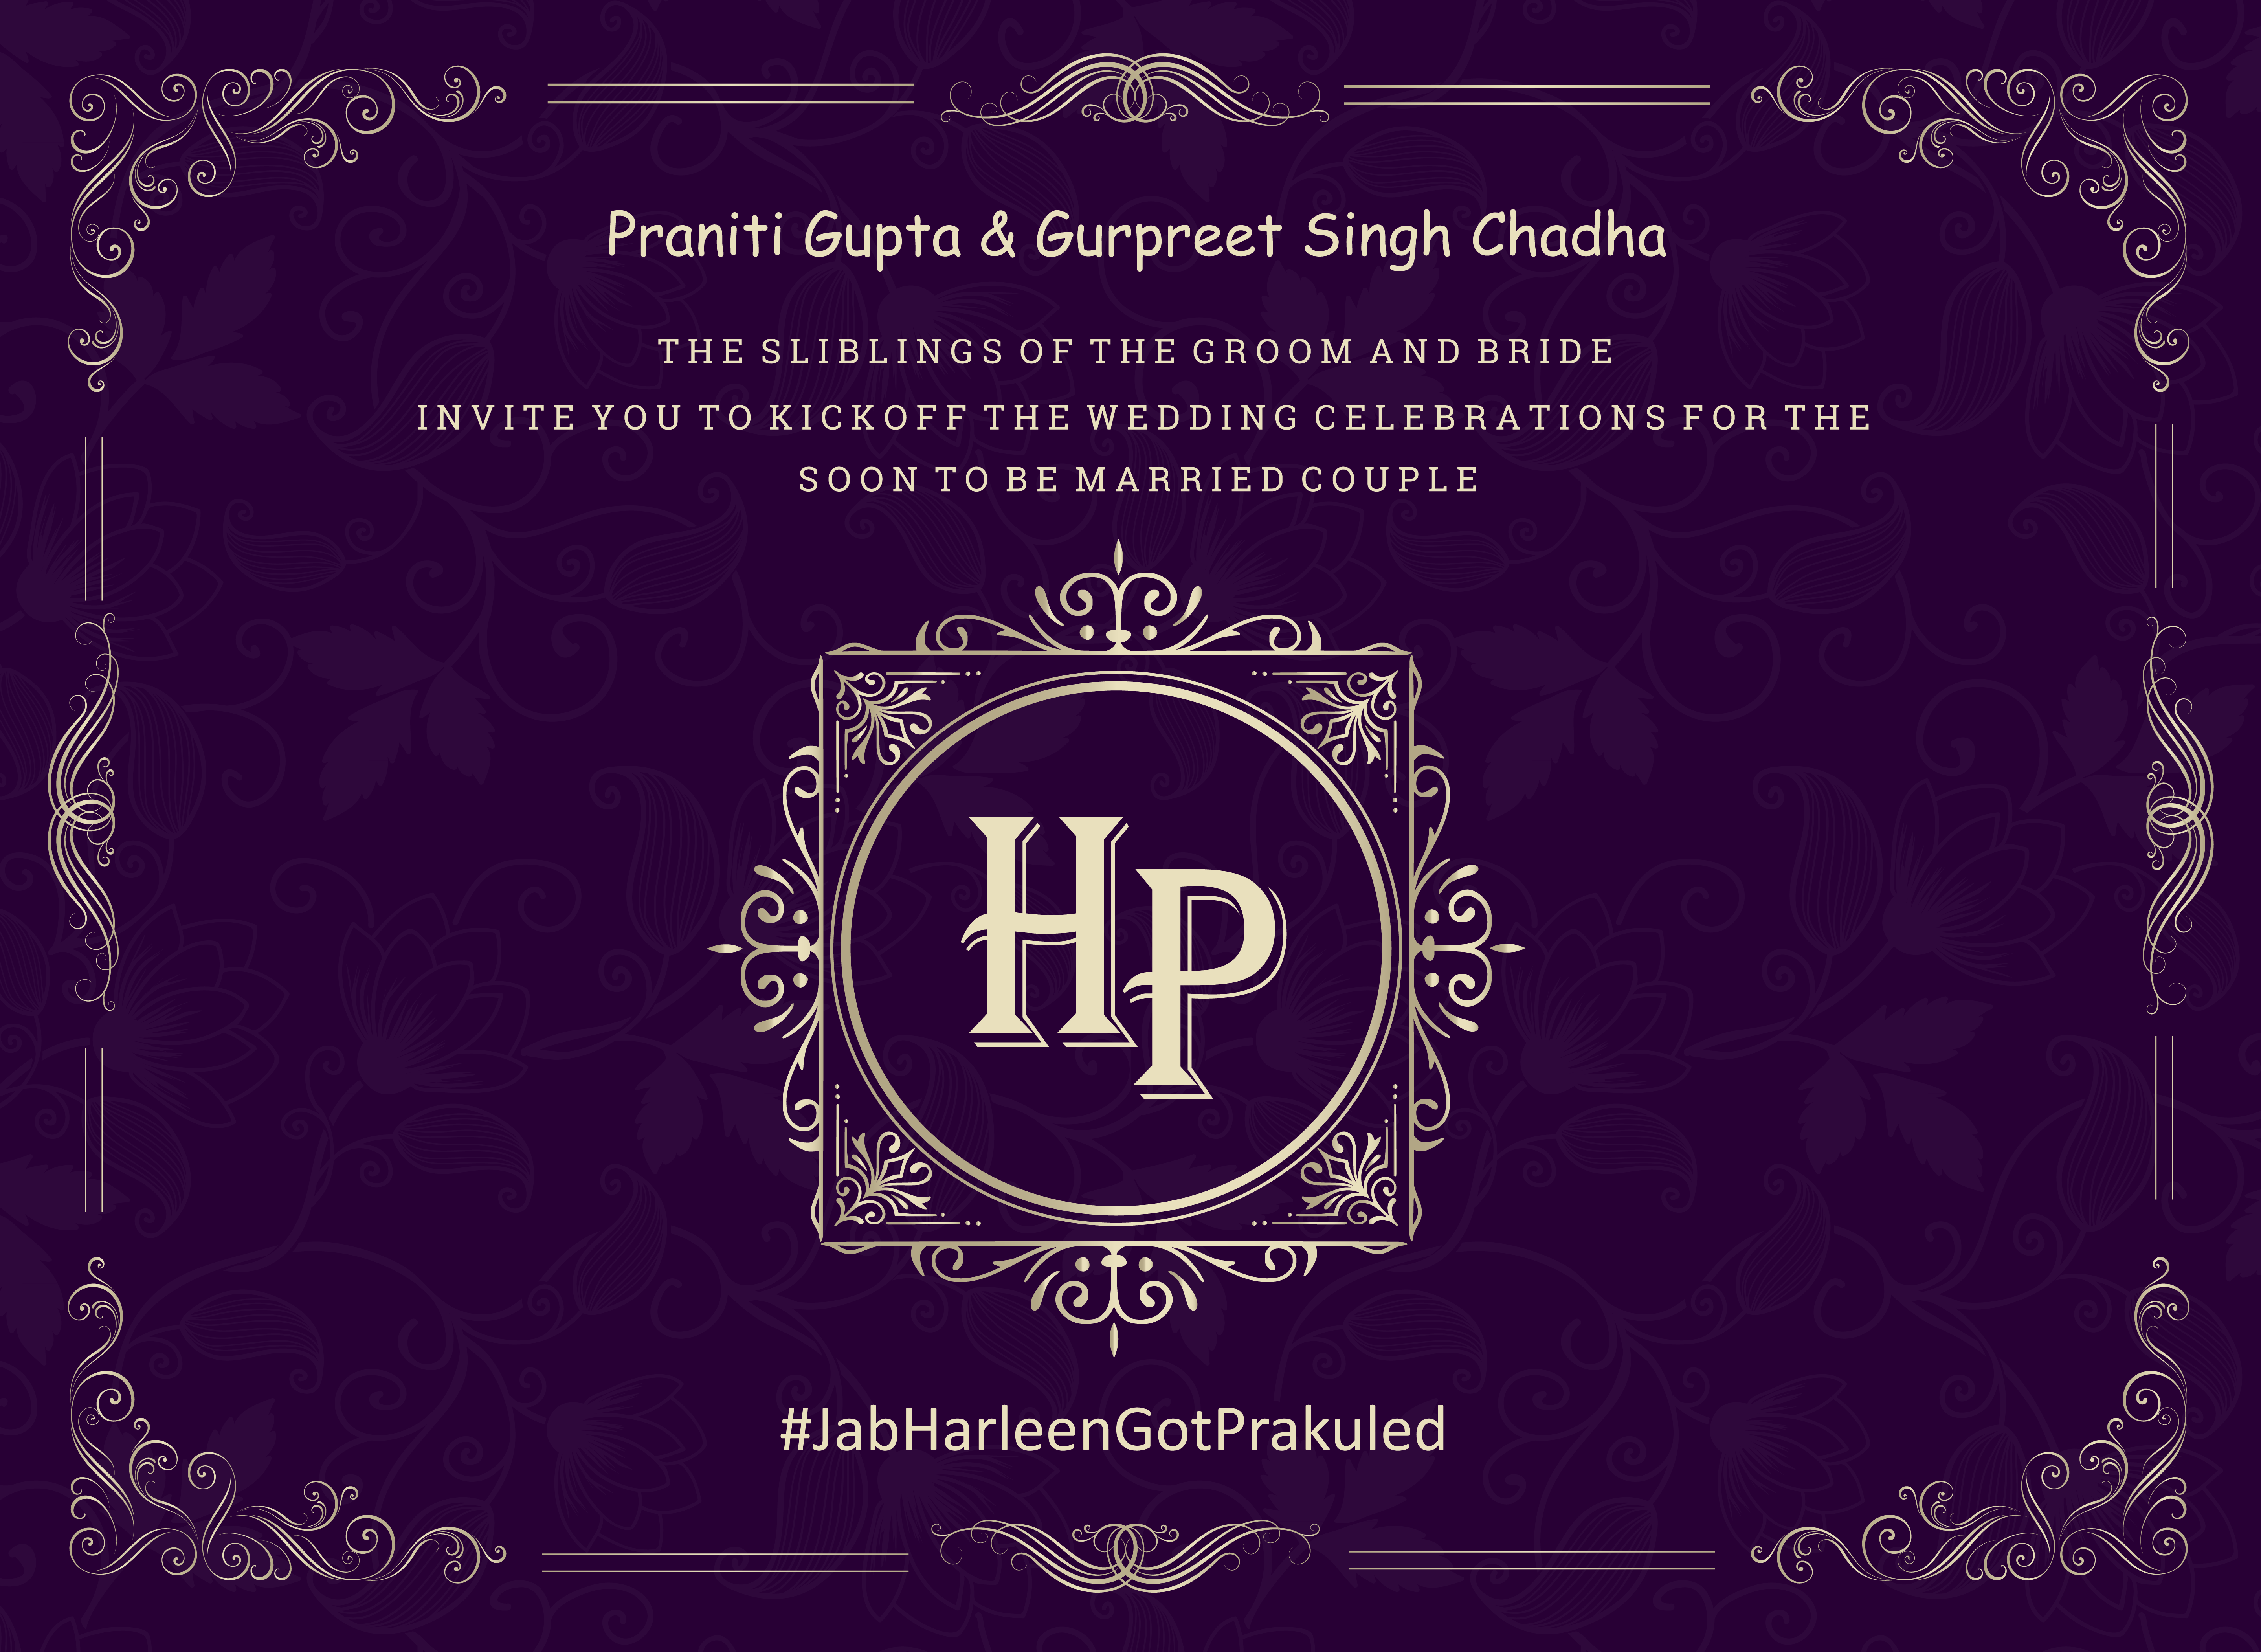 Praniti Gupta & Gurpreet Singh Chadha
THE SLIBLINGS OF THE GROOM AND BRIDE
INVITE YOU TO KICKOFF THE WEDDING CELEBRATIONS FOR THE
SOON TO BE MARRIED COUPLE
HP
#JabHarleenGotPrakuled